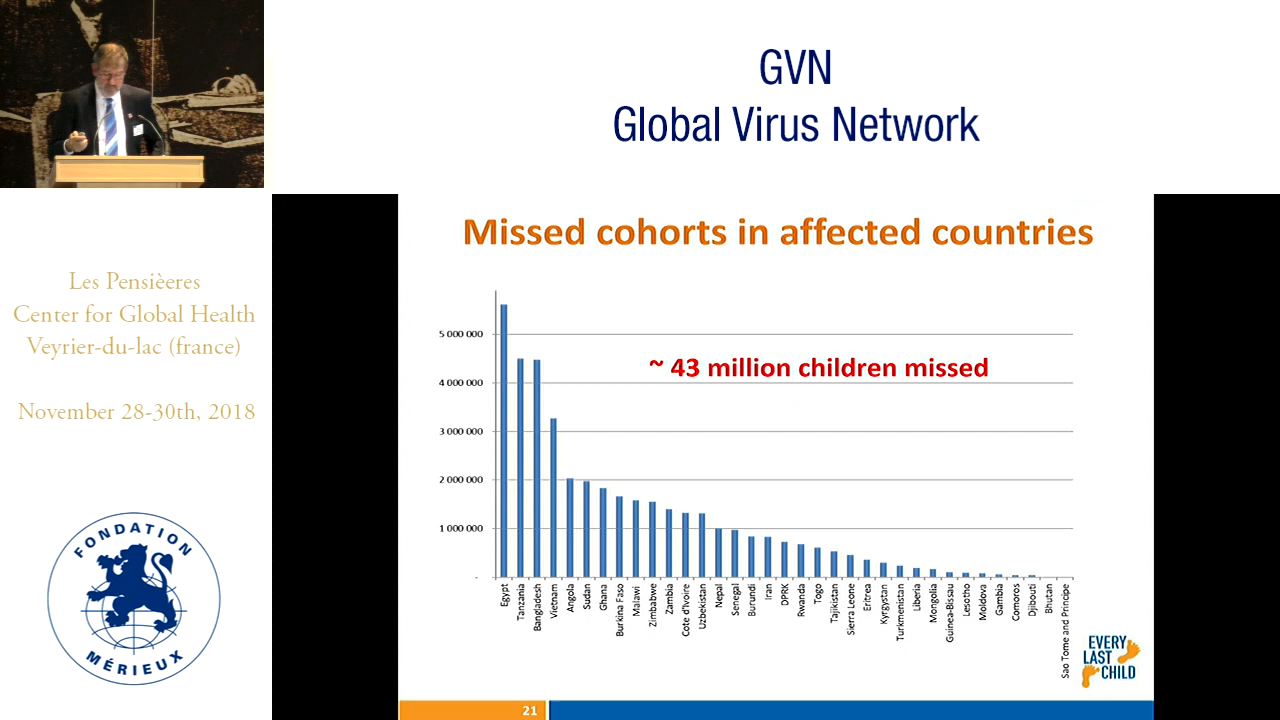 GVN
Global Virus Network
Les Pensièeres
Center for Global Health
Veyrier-du-lac (france)
November 28-30th, 2018
FONDATION
MÉRIEUX
Missed cohorts in affected countries
~ 43 million children missed
5 000 000
4 000 000
3 000 000
2 000 000
1 000 000
-
Egypt
Tanzania
Bangladesh
Vietnam
Angola
Sudan
Ghana
Burkina Faso
Malawi
Zimbabwe
Zambia
Cote d'Ivoire
Uzbekistan
Nepal
Senegal
Burundi
Iran
DPRK
Rwanda
Togo
Tajikistan
Sierra Leone
Eritrea
Kyrgystan
Turkmenistan
Liberia
Mongolia
Guinea-Bissau
Lesotho
Moldova
Gambia
Comoros
Djibouti
Bhutan
Sao Tome and Principe
EVERY
LAST
CHILD
21